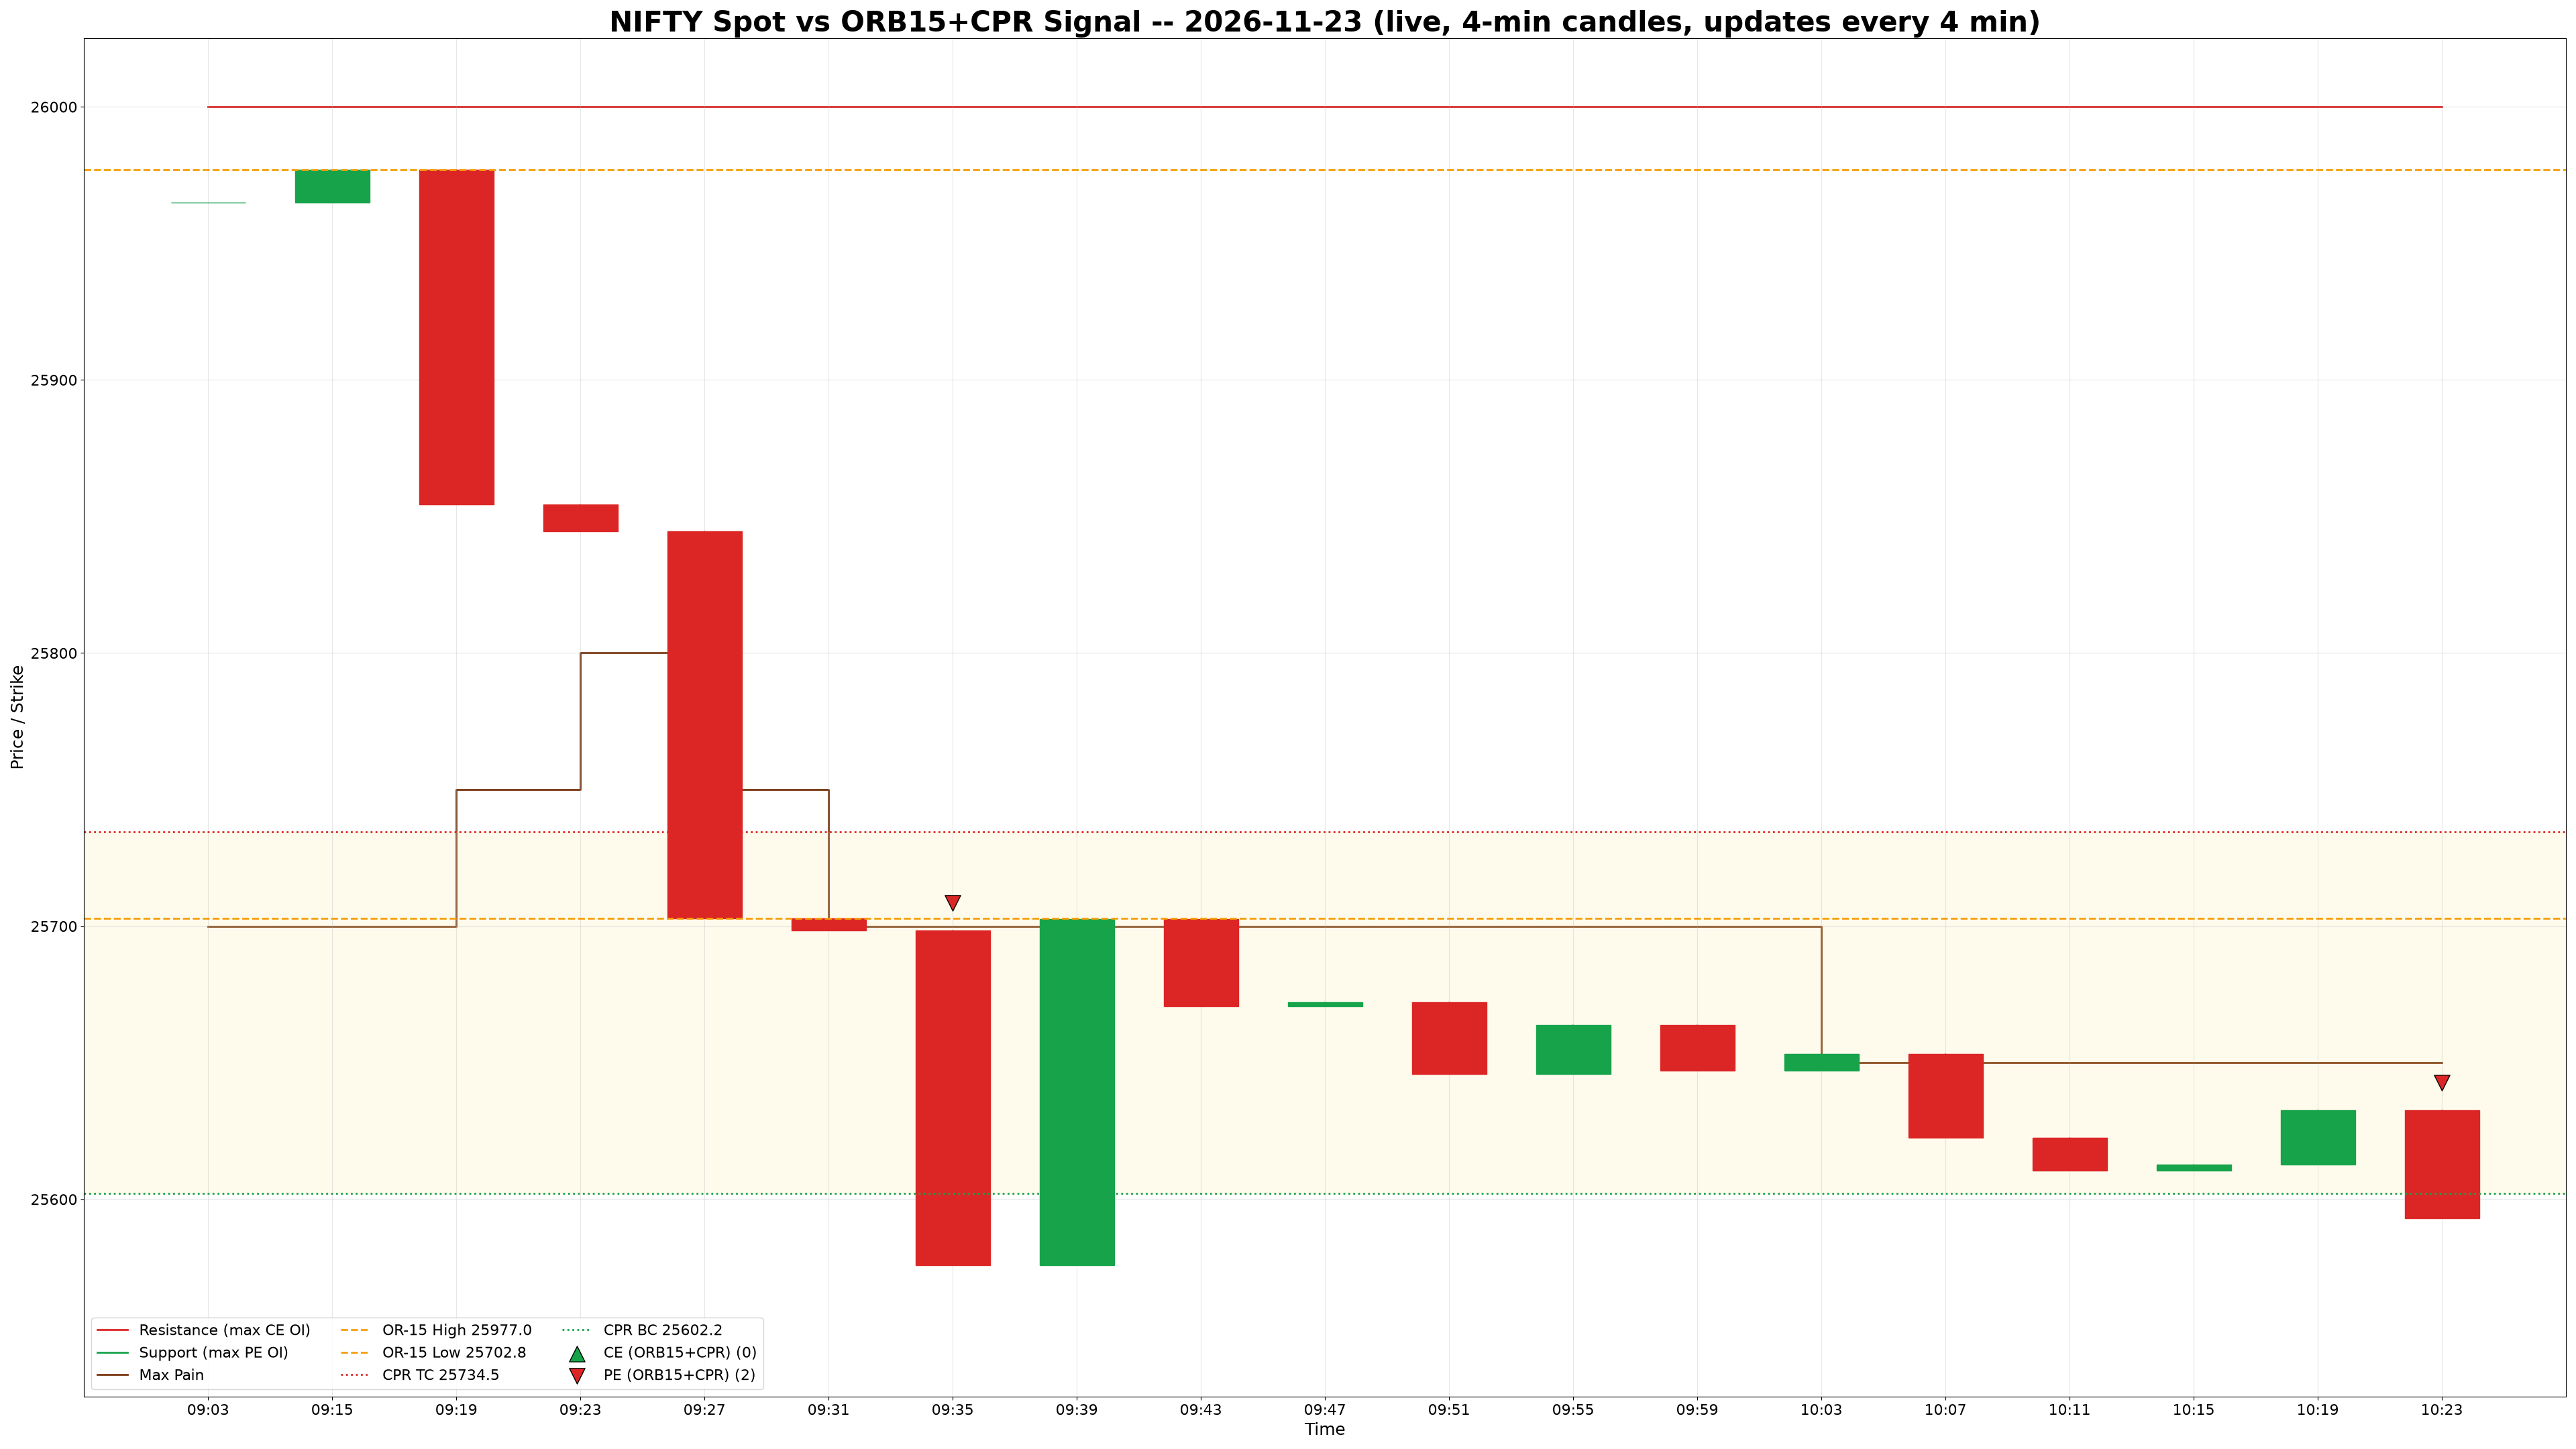 NIFTY Spot vs ORB15+CPR Signal -- 2026-11-23 (live, 4-min candles, updates every 4 min)
Price / Strike
26000
25900
25800
25700
25600
Resistance (max CE OI)
Support (max PE OI)
Max Pain
OR-15 High 25977.0
OR-15 Low 25702.8
CPR TC 25734.5
CPR BC 25602.2
CE (ORB15+CPR) (0)
PE (ORB15+CPR) (2)
09:03 09:15 09:19 09:23 09:27 09:31 09:35 09:39 09:43 09:47 09:51 09:55 09:59 10:03 10:07 10:11 10:15 10:19 10:23
Time